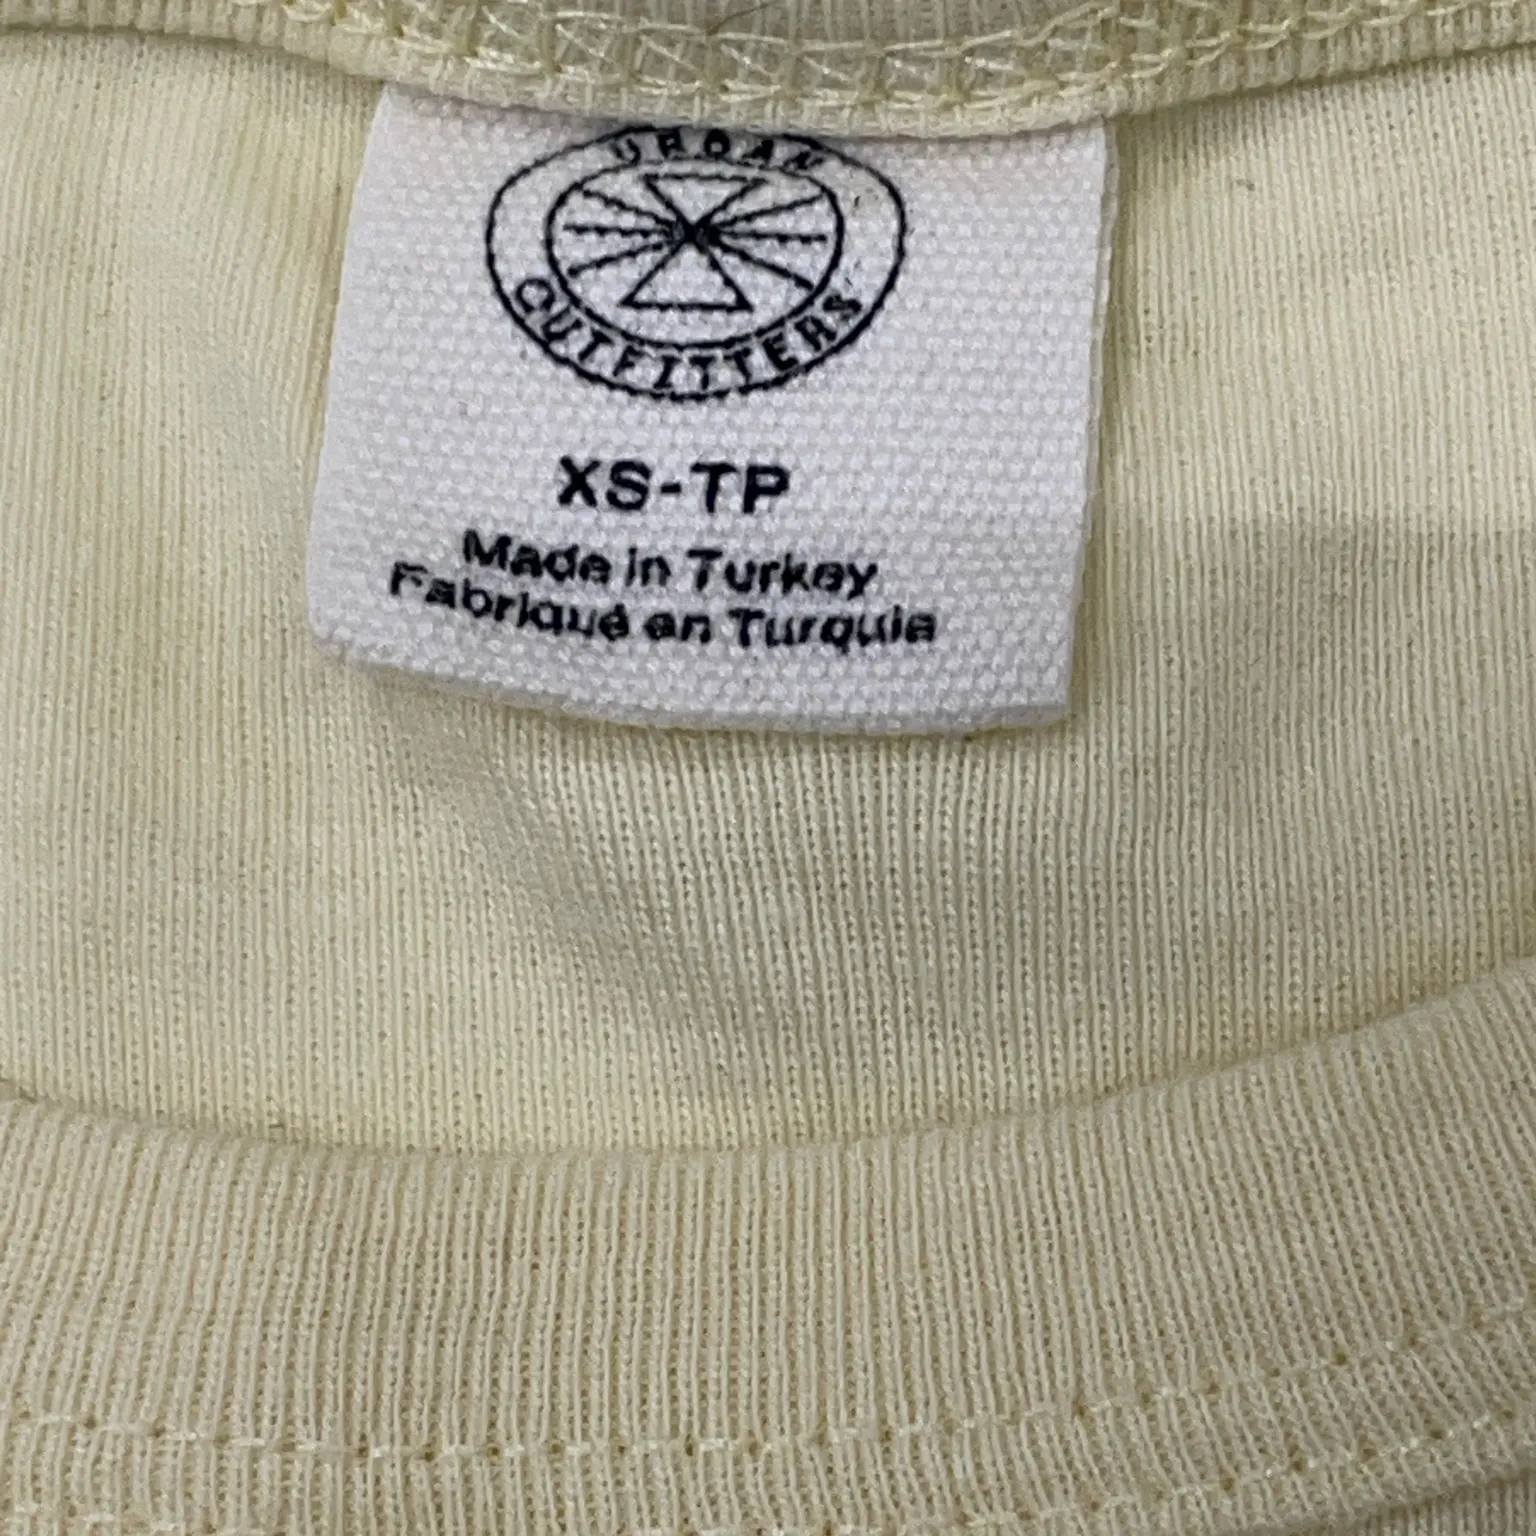 URBAN
OUTFITTERS
XS-TP
Made in Turkey
Fabriqué en Turquie